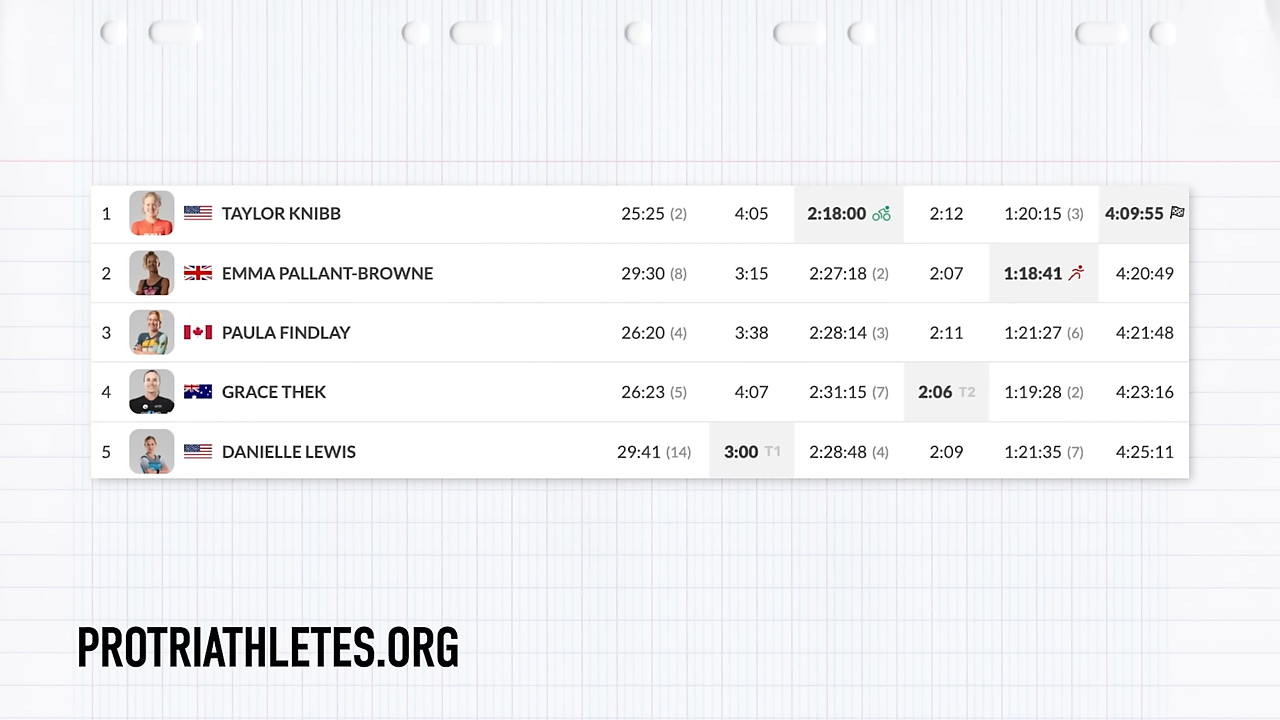 1 TAYLOR KNIBB 25:25 (2) 4:05 2:18:00 2:12 1:20:15 (3) 4:09:55
2 EMMA PALLANT-BROWNE 29:30 (8) 3:15 2:27:18 (2) 2:07 1:18:41 4:20:49
3 PAULA FINDLAY 26:20 (4) 3:38 2:28:14 (3) 2:11 1:21:27 (6) 4:21:48
4 GRACE THEK 26:23 (5) 4:07 2:31:15 (7) 2:06 T2 1:19:28 (2) 4:23:16
5 DANIELLE LEWIS 29:41 (14) 3:00 T1 2:28:48 (4) 2:09 1:21:35 (7) 4:25:11
PROTRIATHLETES.ORG